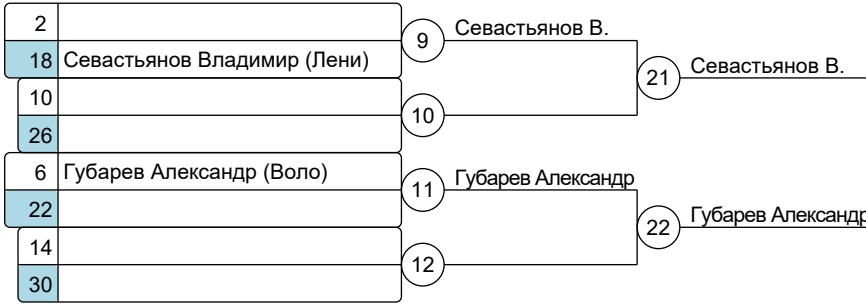 2
9 Севастьянов В.
18 Севастьянов Владимир (Лени)
21 Севастьянов В.
10
10
26
6 Губарев Александр (Воло)
11 Губарев Александр
22
22 Губарев Александр
14
12
30